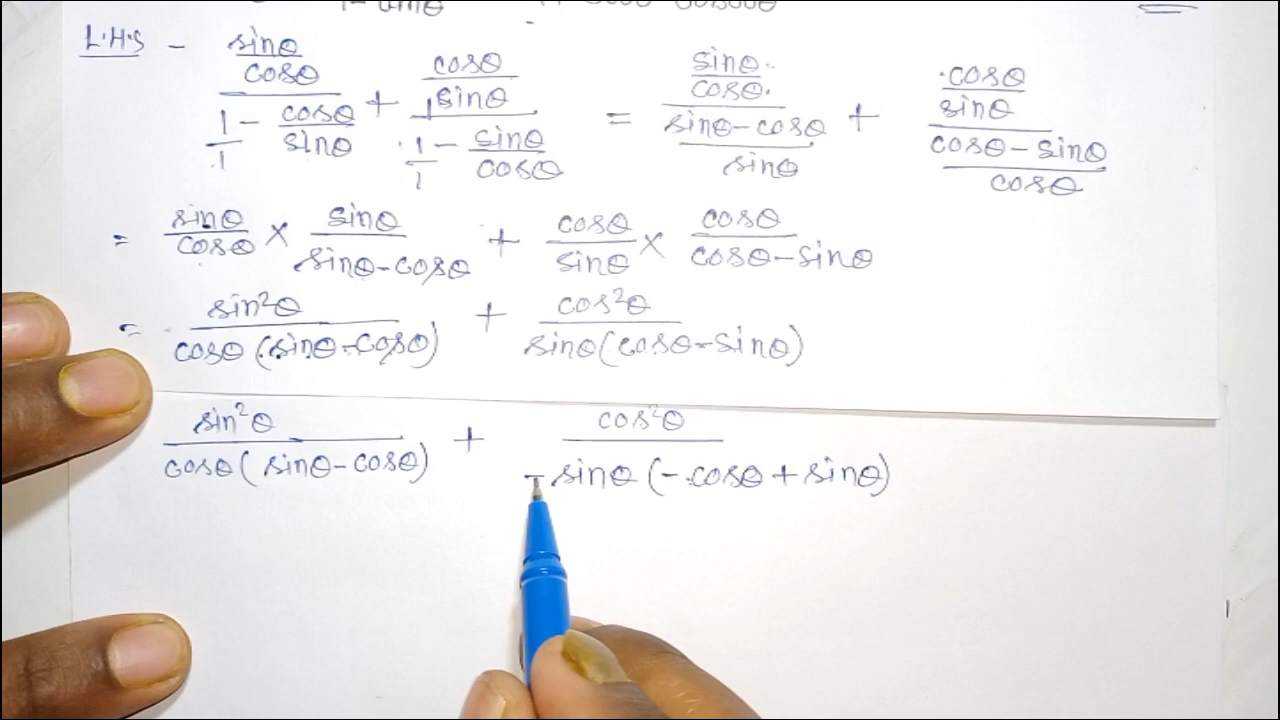 L.H.S - (sinθ/cosθ)/(1/1 - cosθ/sinθ) + (cosθ/sinθ)/(1/1 - sinθ/cosθ) = (sinθ/cosθ)/((sinθ-cosθ)/sinθ) + (cosθ/sinθ)/((cosθ-sinθ)/cosθ)
= sinθ/cosθ × sinθ/(sinθ-cosθ) + cosθ/sinθ × cosθ/(cosθ-sinθ)
= sin²θ/(cosθ(sinθ-cosθ)) + cos²θ/(sinθ(cosθ-sinθ))
sin²θ/(cosθ(sinθ-cosθ)) + cos²θ/(-sinθ(-cosθ+sinθ))